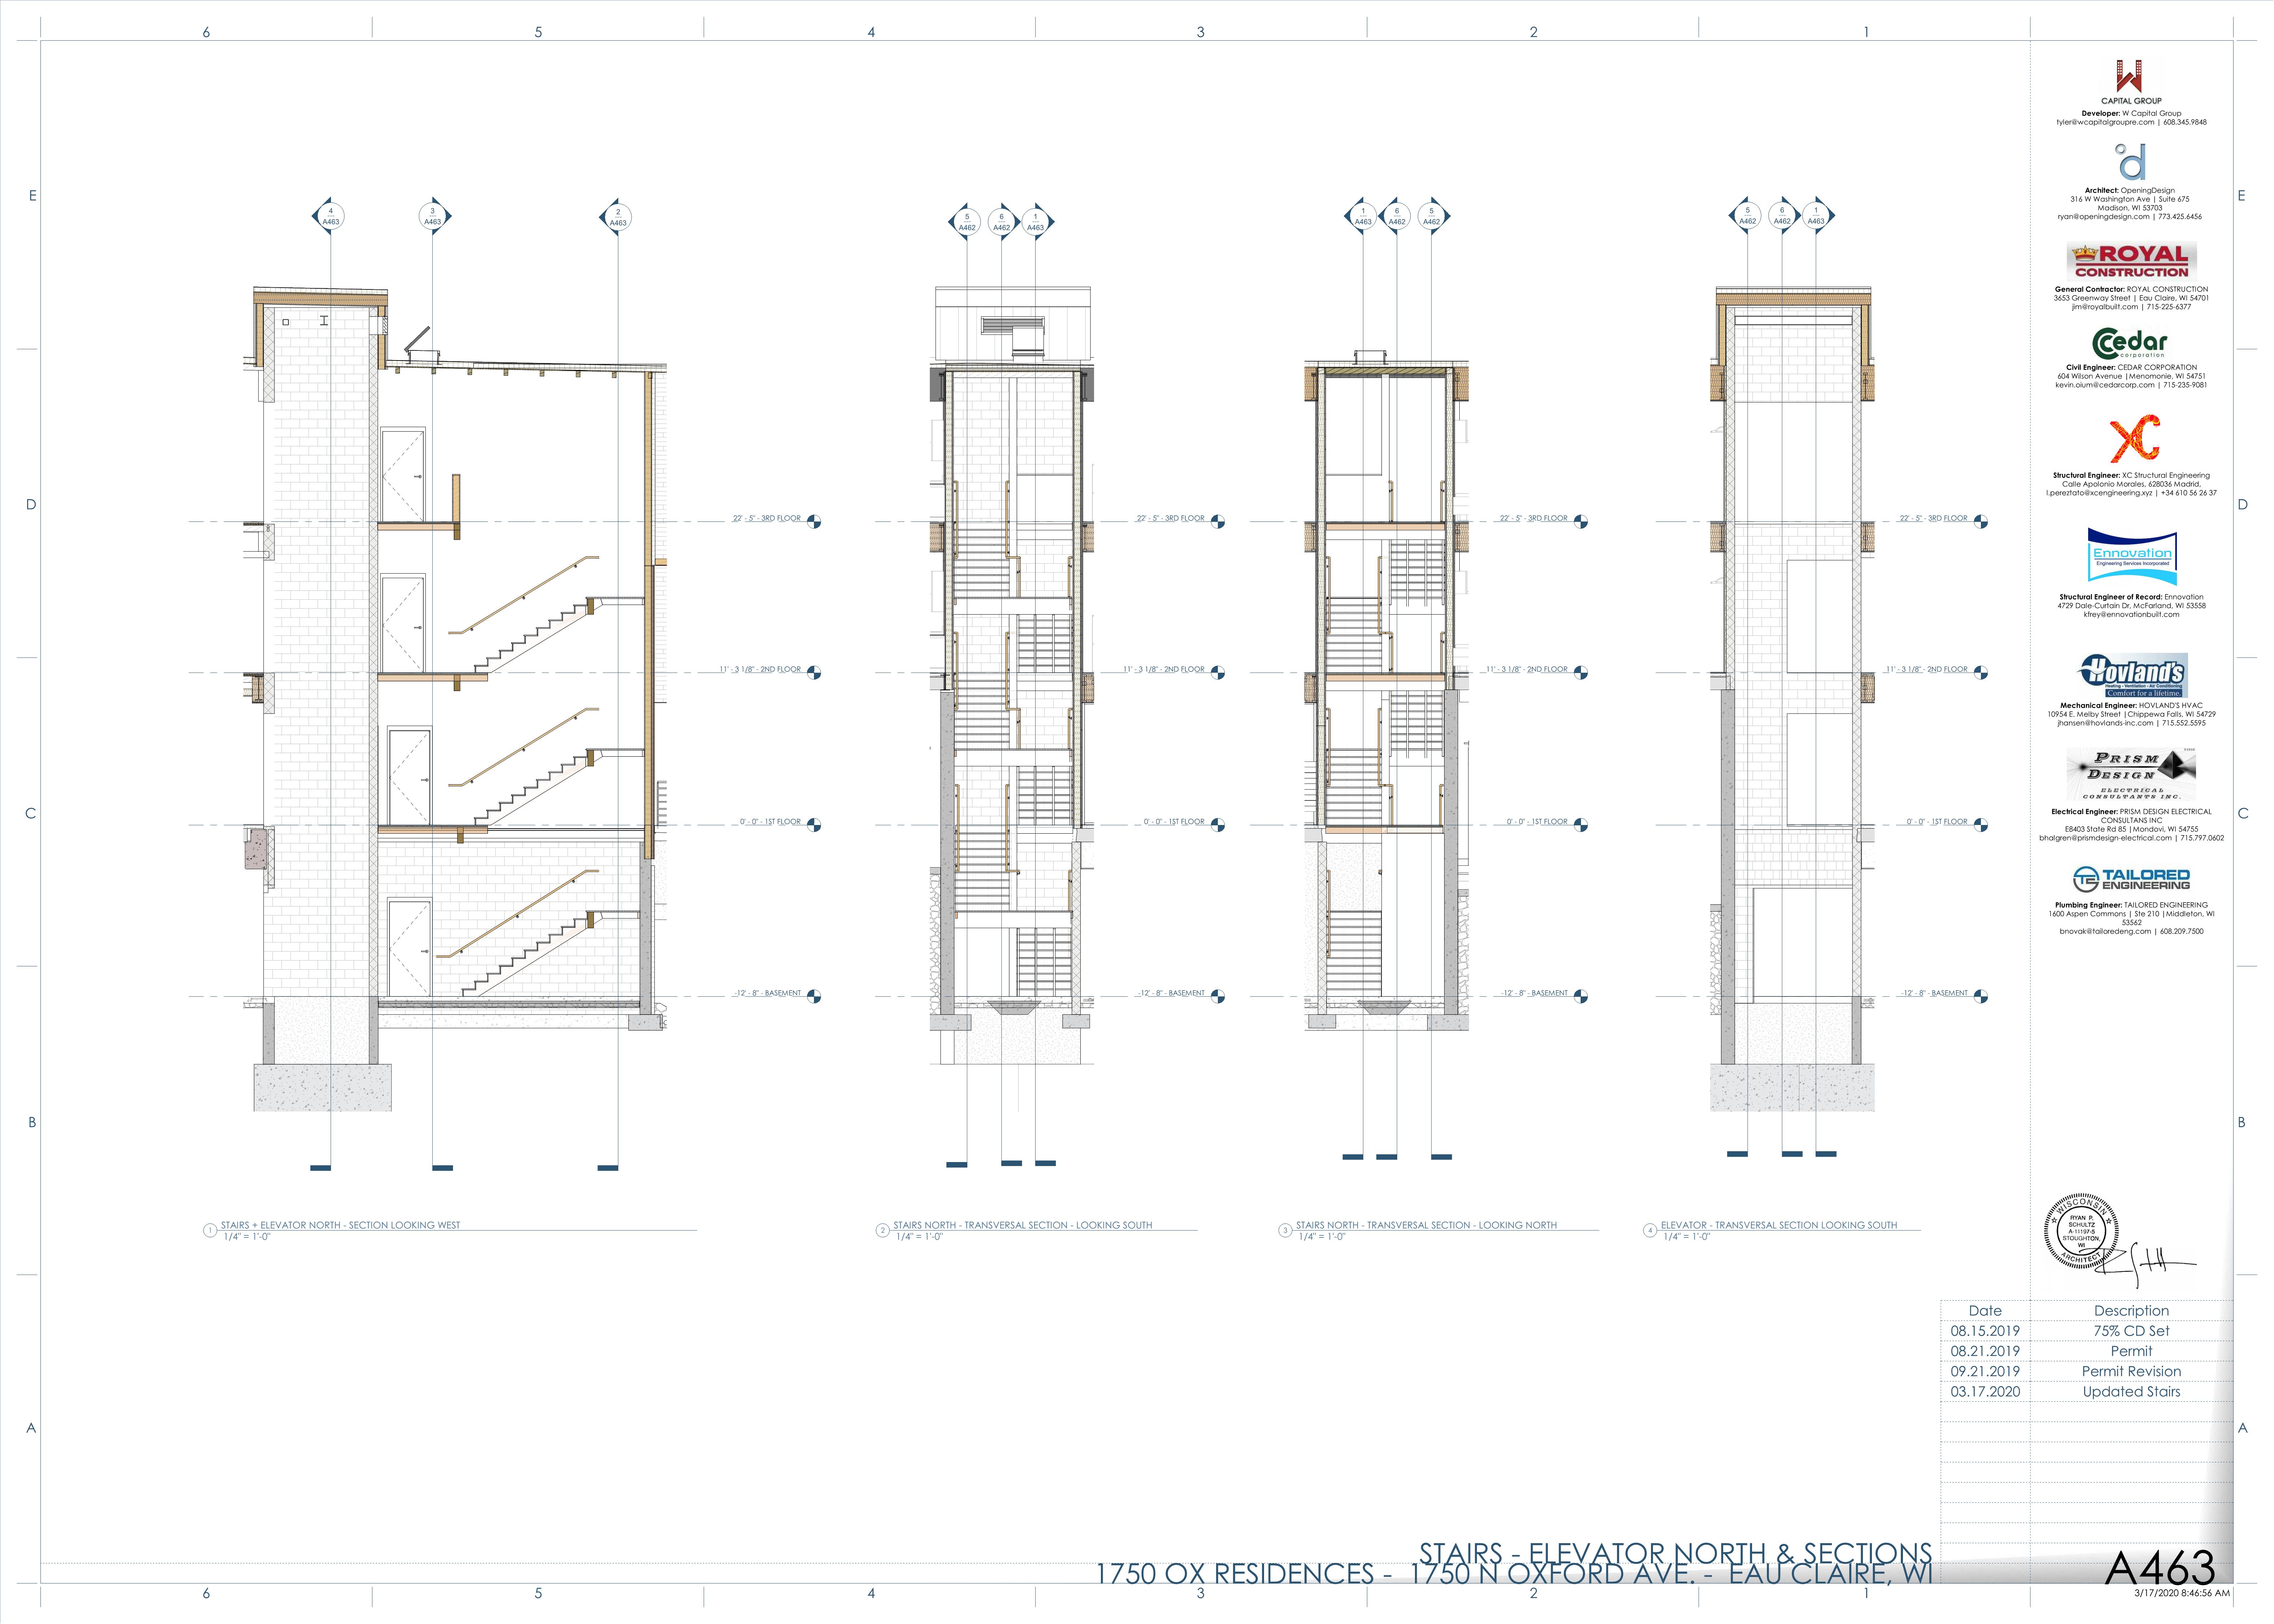 6 5 4 3 2 1
E E
D D
C C
B B
A A
4
A463
3
A463
2
A463
22' - 5" - 3RD FLOOR
11' - 3 1/8" - 2ND FLOOR
0' - 0" - 1ST FLOOR
-12' - 8" - BASEMENT
1 STAIRS + ELEVATOR NORTH - SECTION LOOKING WEST
1/4" = 1'-0"
5
A462
6
A462
1
A463
22' - 5" - 3RD FLOOR
11' - 3 1/8" - 2ND FLOOR
0' - 0" - 1ST FLOOR
-12' - 8" - BASEMENT
2 STAIRS NORTH - TRANSVERSAL SECTION - LOOKING SOUTH
1/4" = 1'-0"
1
A463
6
A462
5
A462
22' - 5" - 3RD FLOOR
11' - 3 1/8" - 2ND FLOOR
0' - 0" - 1ST FLOOR
-12' - 8" - BASEMENT
3 STAIRS NORTH - TRANSVERSAL SECTION - LOOKING NORTH
1/4" = 1'-0"
5
A462
6
A462
1
A463
22' - 5" - 3RD FLOOR
11' - 3 1/8" - 2ND FLOOR
0' - 0" - 1ST FLOOR
-12' - 8" - BASEMENT
4 ELEVATOR - TRANSVERSAL SECTION LOOKING SOUTH
1/4" = 1'-0"
W
CAPITAL GROUP
Developer: W Capital Group
tyler@wcapitalgroupre.com | 608.345.9848
d
Architect: OpeningDesign
316 W Washington Ave | Suite 675
Madison, WI 53703
ryan@openingdesign.com | 773.425.6456
ROYAL
CONSTRUCTION
General Contractor: ROYAL CONSTRUCTION
3653 Greenway Street | Eau Claire, WI 54701
jim@royalbuilt.com | 715-225-6377
Cedar
corporation
Civil Engineer: CEDAR CORPORATION
604 Wilson Avenue |Menomonie, WI 54751
kevin.oium@cedarcorp.com | 715-235-9081
XC
Structural Engineer: XC Structural Engineering
Calle Apolonio Morales, 628036 Madrid,
l.pereztato@xcengineering.xyz | +34 610 56 26 37
Ennovation
Engineering Services Incorporated
Structural Engineer of Record: Ennovation
4729 Dale-Curtain Dr, McFarland, WI 53558
kfrey@ennovationbuilt.com
Hovland's
Heating - Ventilation - Air Conditioning
Comfort for a lifetime.
Mechanical Engineer: HOVLAND'S HVAC
10954 E. Melby Street |Chippewa Falls, WI 54729
jhansen@hovlands-inc.com | 715.552.5595
PRISM
DESIGN
ELECTRICAL
CONSULTANTS INC.
Electrical Engineer: PRISM DESIGN ELECTRICAL
CONSULTANS INC
E8403 State Rd 85 |Mondovi, WI 54755
bhalgren@prismdesign-electrical.com | 715.797.0602
TE TAILORED
ENGINEERING
Plumbing Engineer: TAILORED ENGINEERING
1600 Aspen Commons | Ste 210 |Middleton, WI
53562
bnovak@tailoredeng.com | 608.209.7500
WISCONSIN
RYAN P.
SCHULTZ
A-11197-5
STOUGHTON,
WI
ARCHITECT
Date Description
08.15.2019 75% CD Set
08.21.2019 Permit
09.21.2019 Permit Revision
03.17.2020 Updated Stairs
STAIRS - ELEVATOR NORTH & SECTIONS
1750 OX RESIDENCES - 1750 N OXFORD AVE. - EAU CLAIRE, WI
A463
3/17/2020 8:46:56 AM
6 5 4 3 2 1